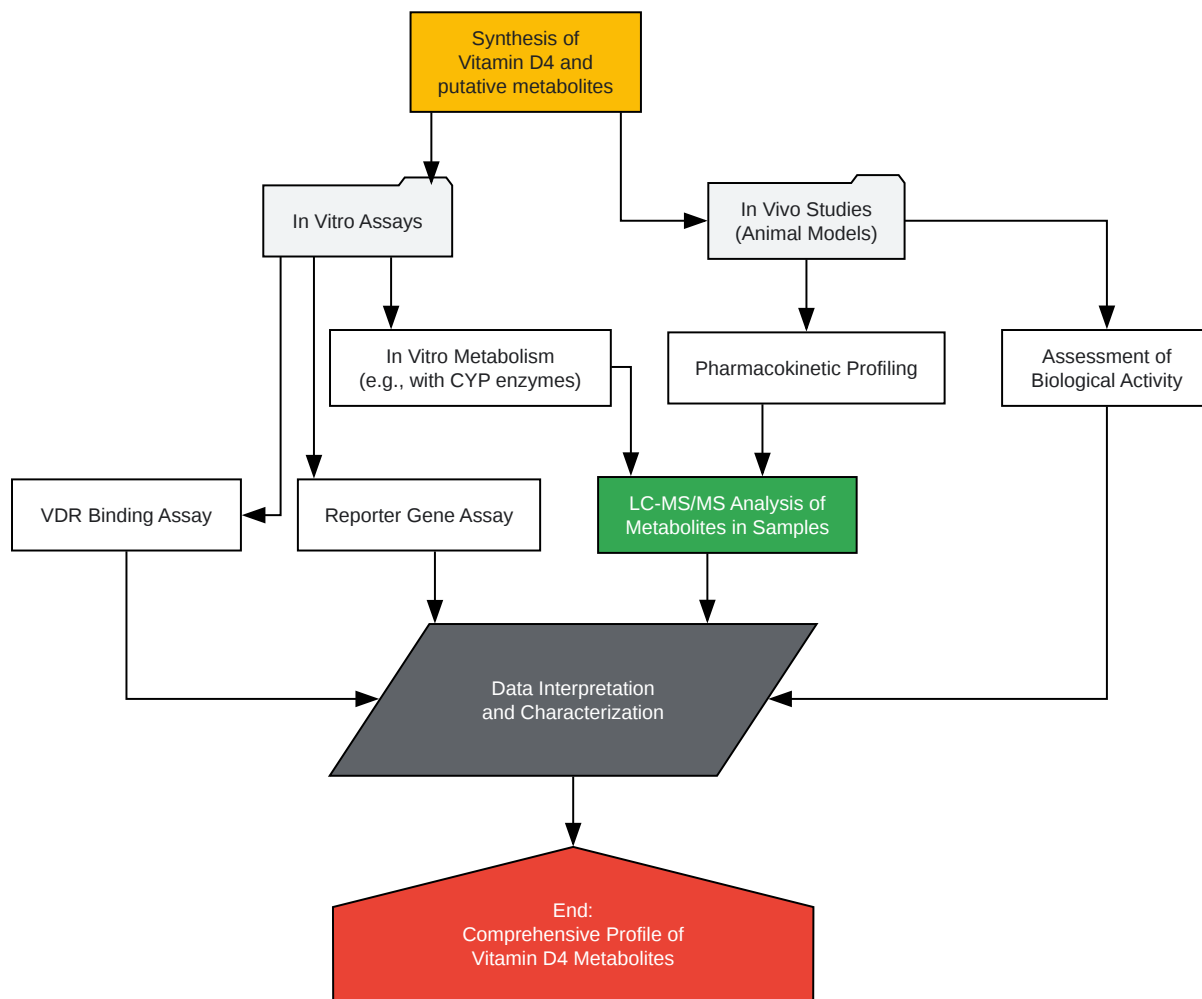 Synthesis of
Vitamin D4 and
putative metabolites
In Vitro Assays
In Vivo Studies
(Animal Models)
In Vitro Metabolism
(e.g., with CYP enzymes)
Pharmacokinetic Profiling
Assessment of
Biological Activity
VDR Binding Assay
Reporter Gene Assay
LC-MS/MS Analysis of
Metabolites in Samples
Data Interpretation
and Characterization
End:
Comprehensive Profile of
Vitamin D4 Metabolites